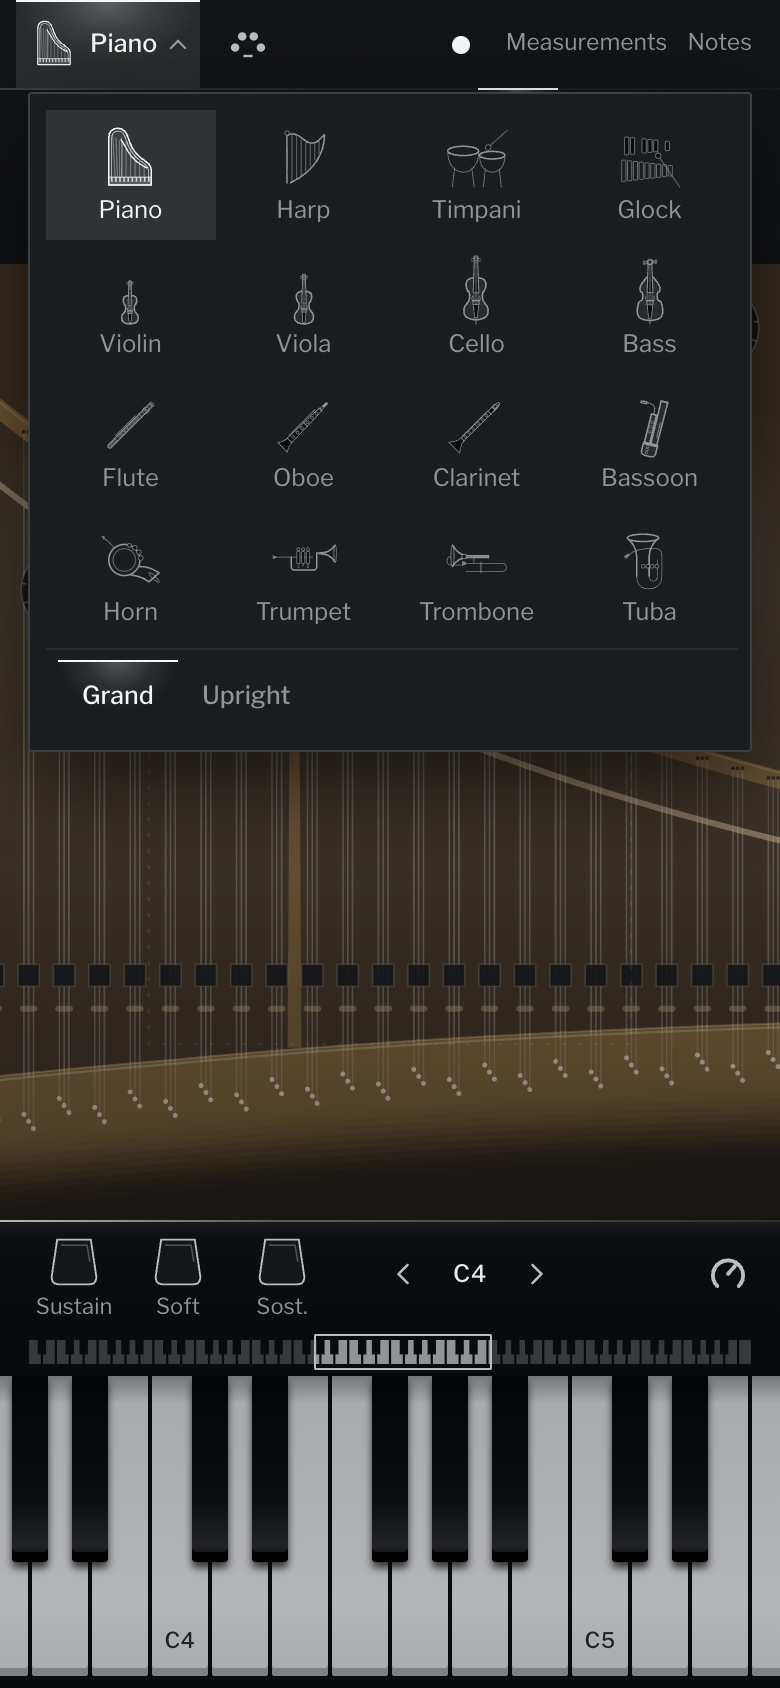 Piano
Measurements Notes
Piano Harp Timpani Glock
Violin Viola Cello Bass
Flute Oboe Clarinet Bassoon
Horn Trumpet Trombone Tuba
Grand Upright
C4
Sustain Soft Sost.
C4 C5